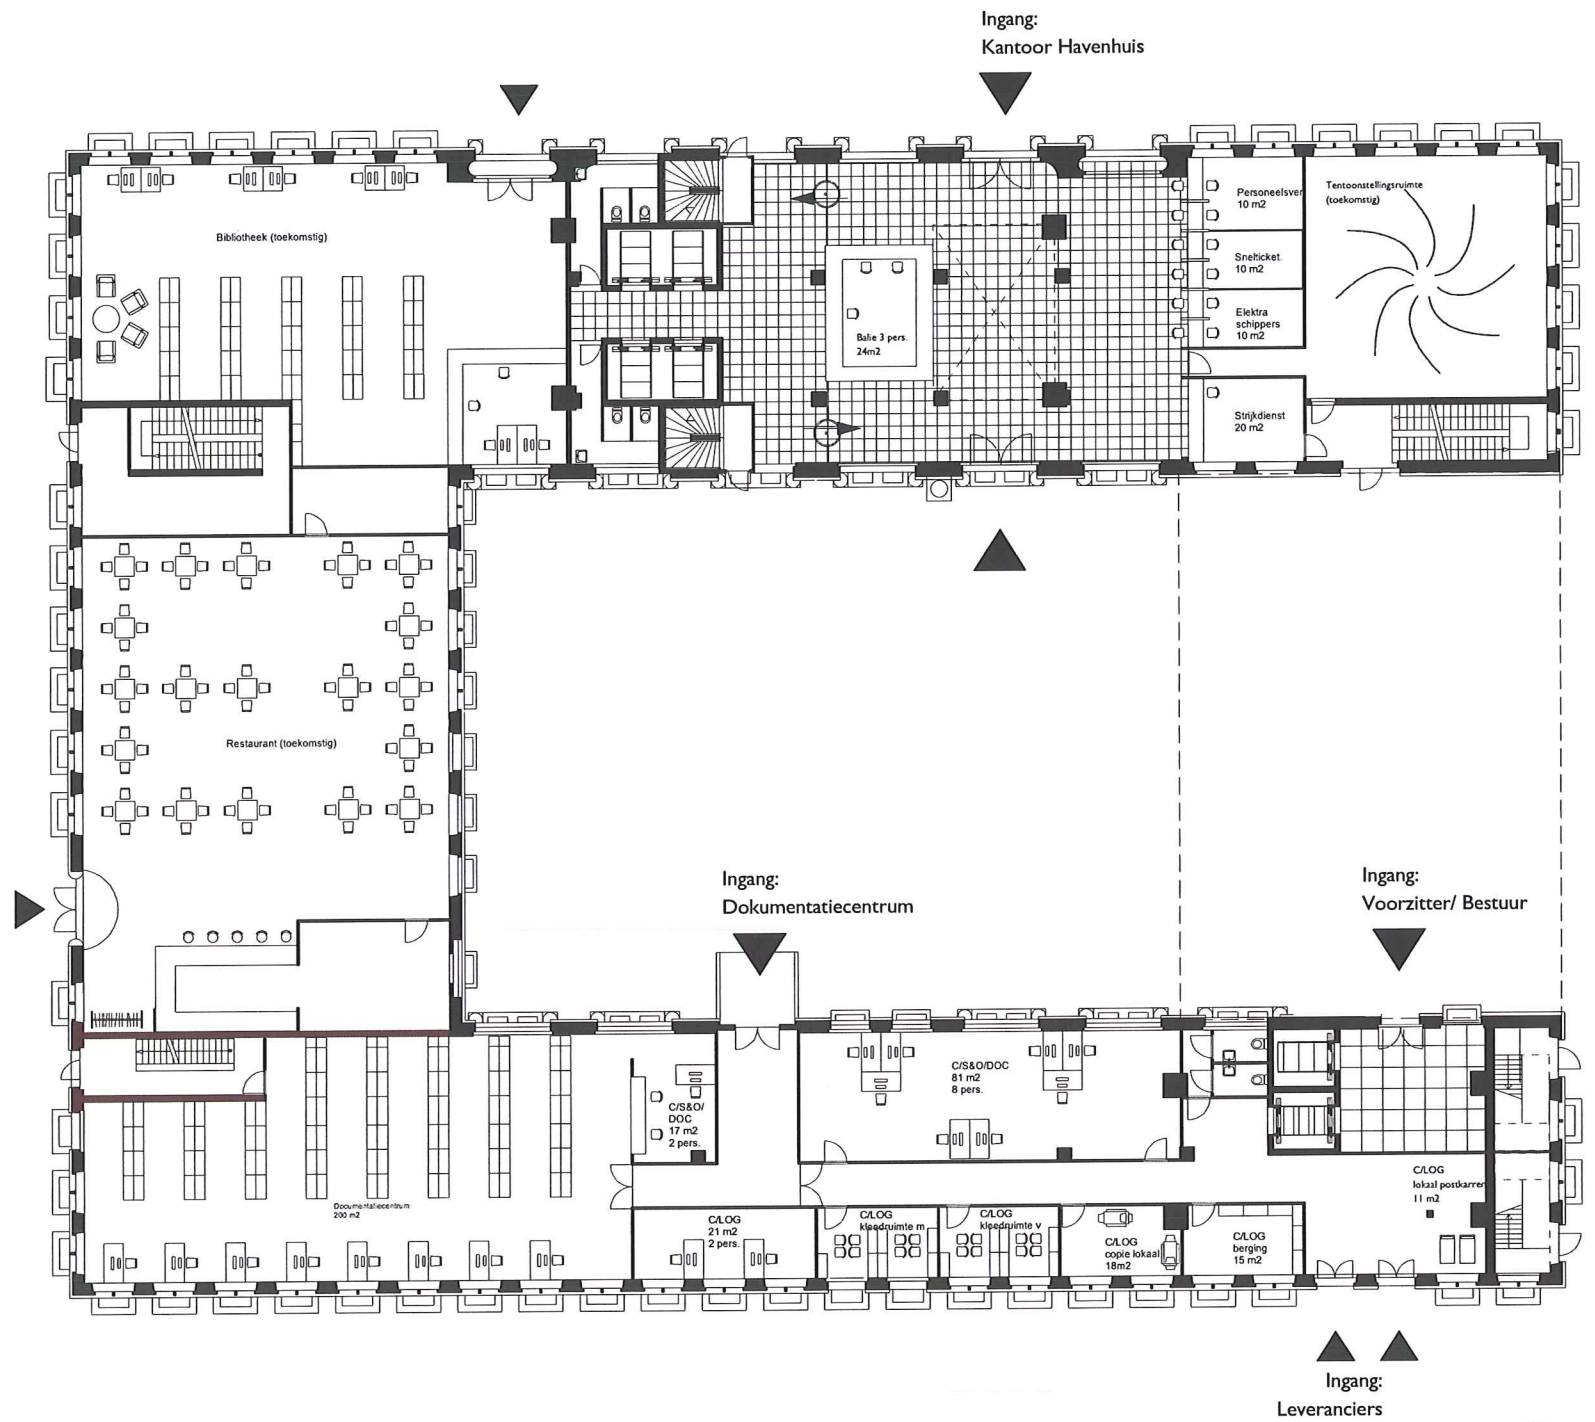 Ingang:
Kantoor Havenhuis
Bibliotheek (toekomstig)
Personeelsver
10 m2
Tentoonstellingsruimte
(toekomstig)
Snelticket.
10 m2
Elektra
schippers
10 m2
Balie 3 pers.
24m2
Strijkdienst
20 m2
Restaurant (toekomstig)
Ingang:
Dokumentatiecentrum
Ingang:
Voorzitter/ Bestuur
C/S&O/
DOC
17 m2
2 pers.
C/S&O/DOC
81 m2
8 pers.
C/LOG
lokaal postkarren
11 m2
Documentatiecentrum
200 m2
C/LOG
21 m2
2 pers.
C/LOG
kleedruimte m
C/LOG
kleedruimte v
C/LOG
copie lokaal
18m2
C/LOG
berging
15 m2
Ingang:
Leveranciers